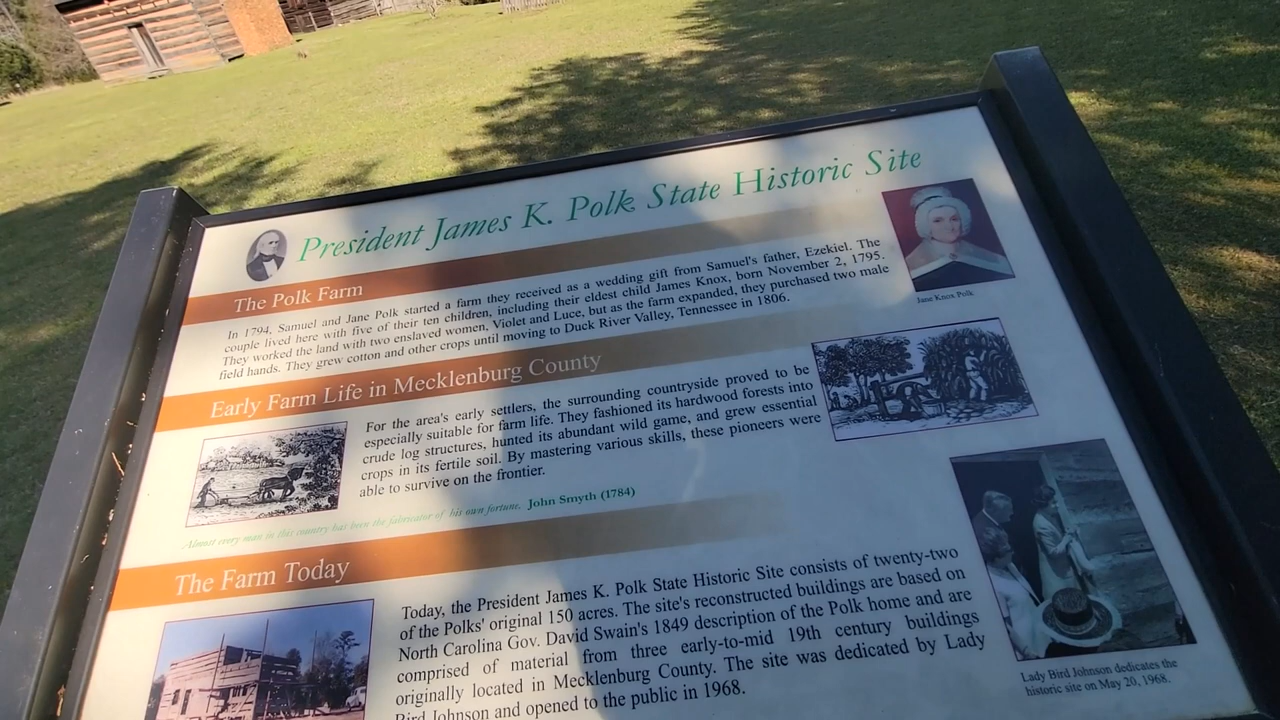 President James K. Polk State Historic Site
The Polk Farm
In 1794, Samuel and Jane Polk started a farm they received as a wedding gift from Samuel's father, Ezekiel. The
couple lived here with five of their ten children, including their eldest child James Knox, born November 2, 1795.
They worked the land with two enslaved women, Violet and Luce, but as the farm expanded, they purchased two male
field hands. They grew cotton and other crops until moving to Duck River Valley, Tennessee in 1806.
Jane Knox Polk
Early Farm Life in Mecklenburg County
For the area's early settlers, the surrounding countryside proved to be
especially suitable for farm life. They fashioned its hardwood forests into
crude log structures, hunted its abundant wild game, and grew essential
crops in its fertile soil. By mastering various skills, these pioneers were
able to survive on the frontier.
Almost every man in this country has been the fabricator of his own fortune. John Smyth (1784)
The Farm Today
Today, the President James K. Polk State Historic Site consists of twenty-two
of the Polks' original 150 acres. The site's reconstructed buildings are based on
North Carolina Gov. David Swain's 1849 description of the Polk home and are
comprised of material from three early-to-mid 19th century buildings
originally located in Mecklenburg County. The site was dedicated by Lady
Bird Johnson and opened to the public in 1968.
Lady Bird Johnson dedicates the
historic site on May 20, 1968.